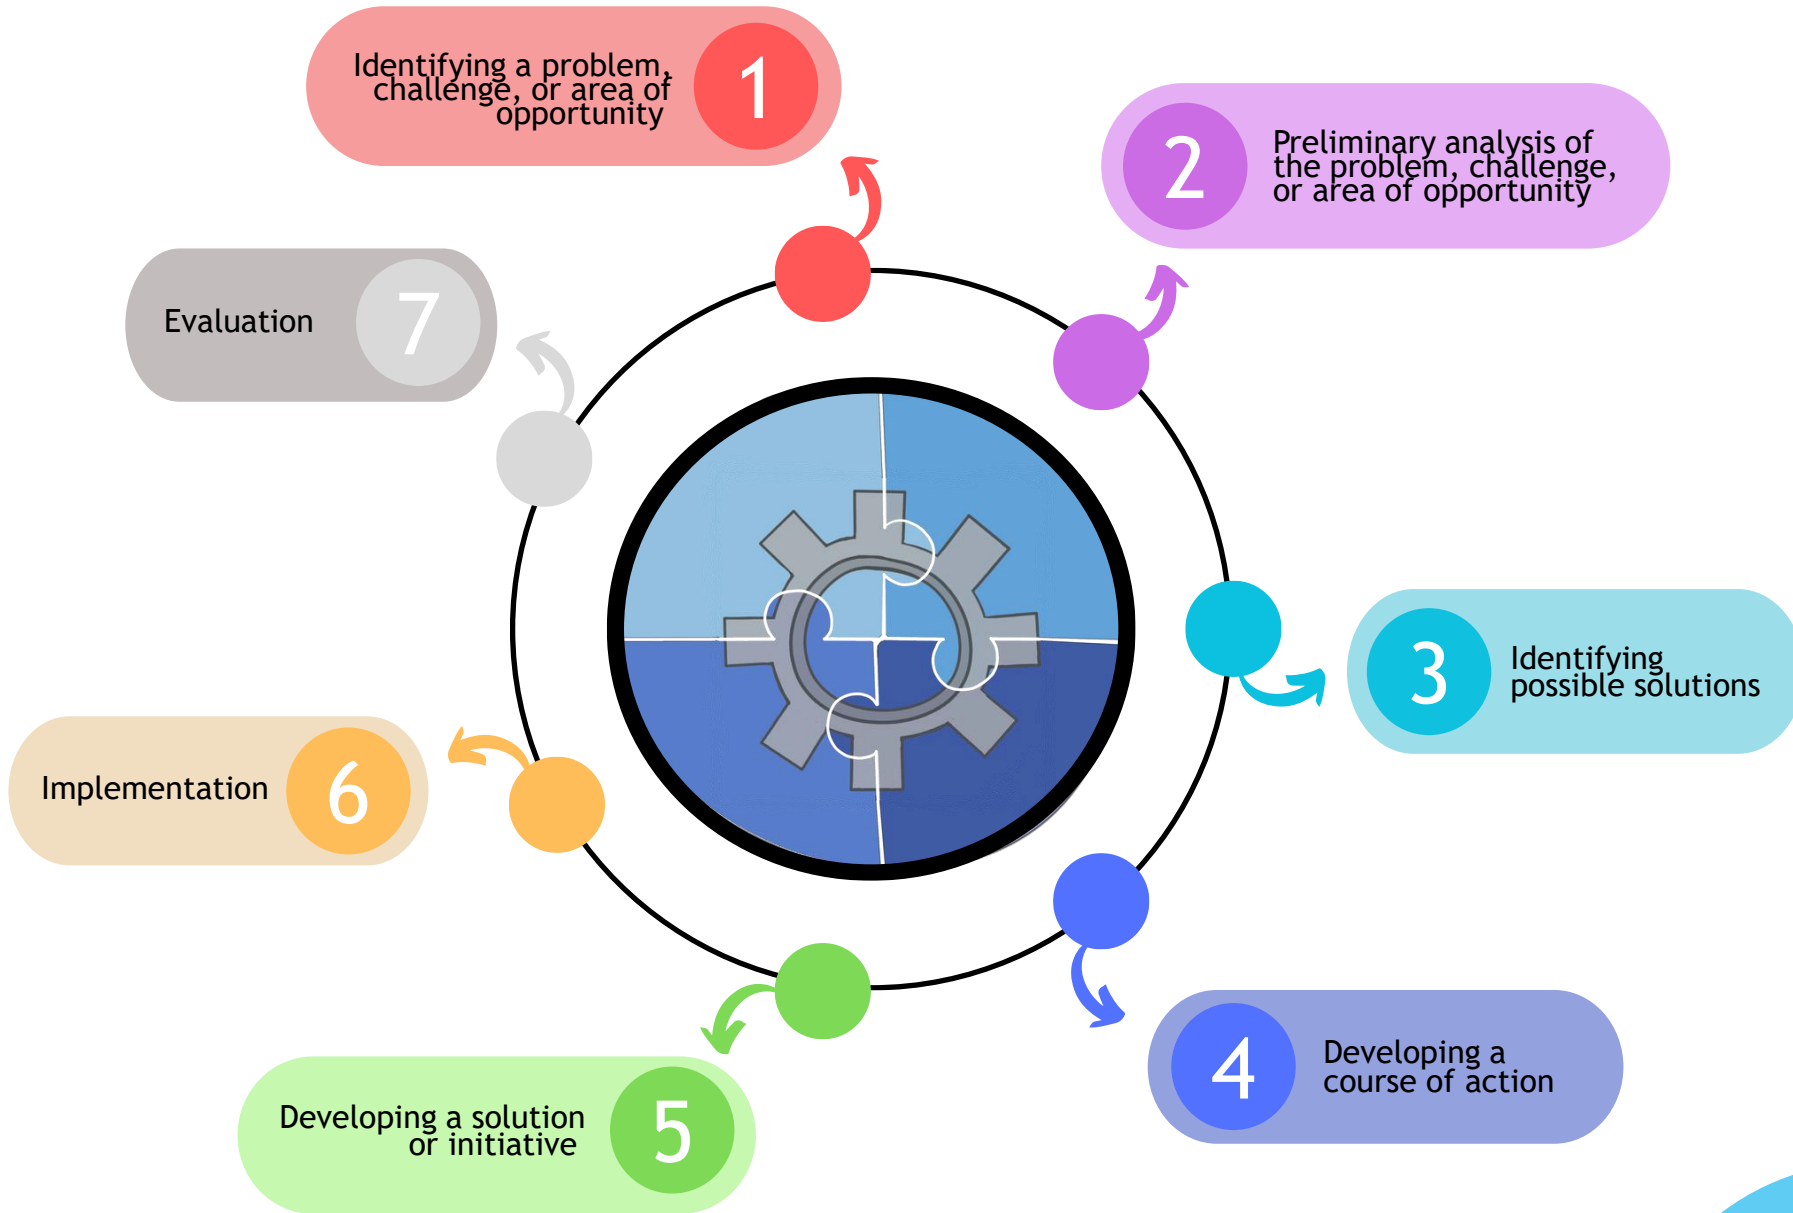 1
Identifying a problem,
challenge, or area of
opportunity
2
Preliminary analysis of
the problem, challenge,
or area of opportunity
3
Identifying
possible solutions
4
Developing a
course of action
5
Developing a solution
or initiative
6
Implementation
7
Evaluation